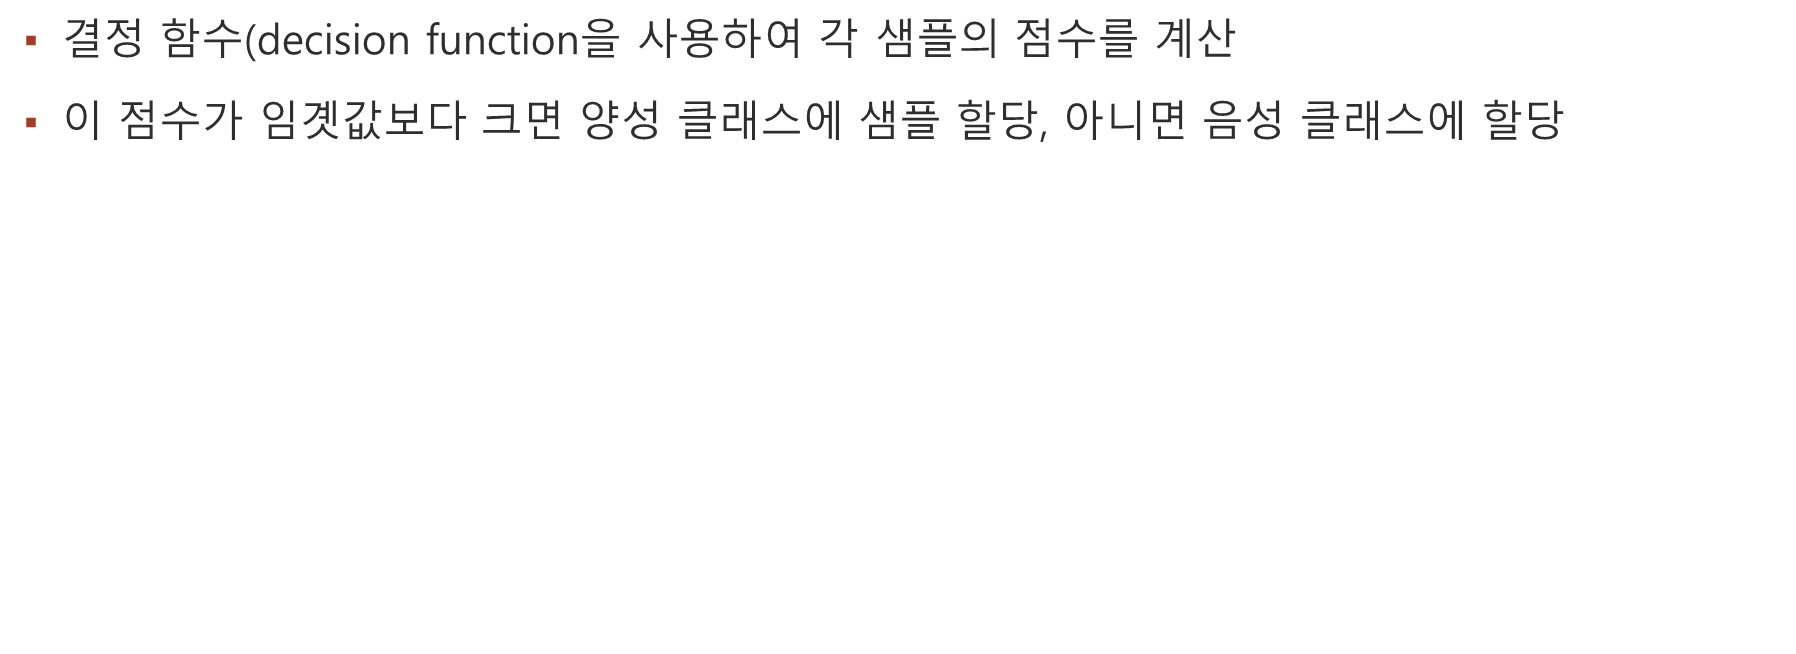 ▪ 결정 함수(decision function을 사용하여 각 샘플의 점수를 계산
▪ 이 점수가 임곗값보다 크면 양성 클래스에 샘플 할당, 아니면 음성 클래스에 할당